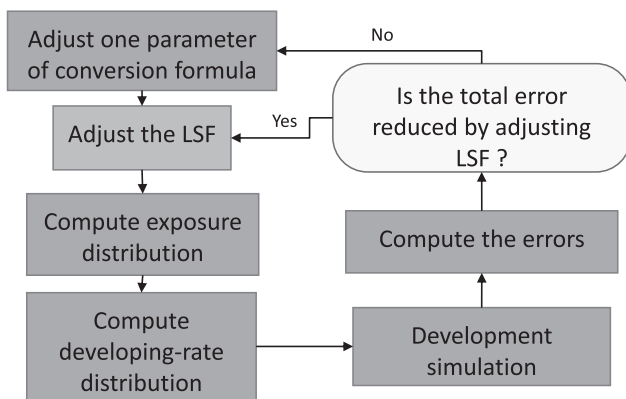 Adjust one parameter
of conversion formula
No
Is the total error
reduced by adjusting
LSF ?
Yes
Adjust the LSF
Compute exposure
distribution
Compute the errors
Compute
developing-rate
distribution
Development
simulation